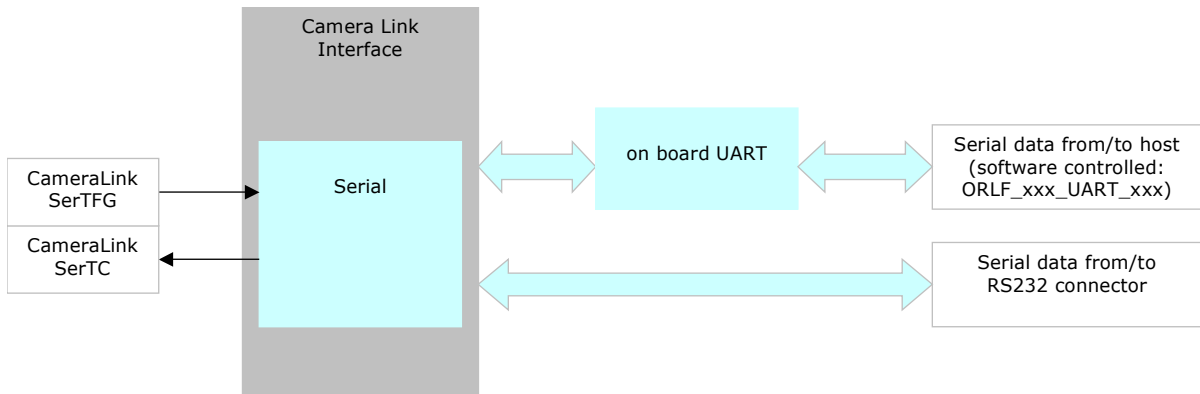 Camera Link
Interface
CameraLink
SerTFG
CameraLink
SerTC
Serial
on board UART
Serial data from/to host
(software controlled:
ORLF_xxx_UART_xxx)
Serial data from/to
RS232 connector